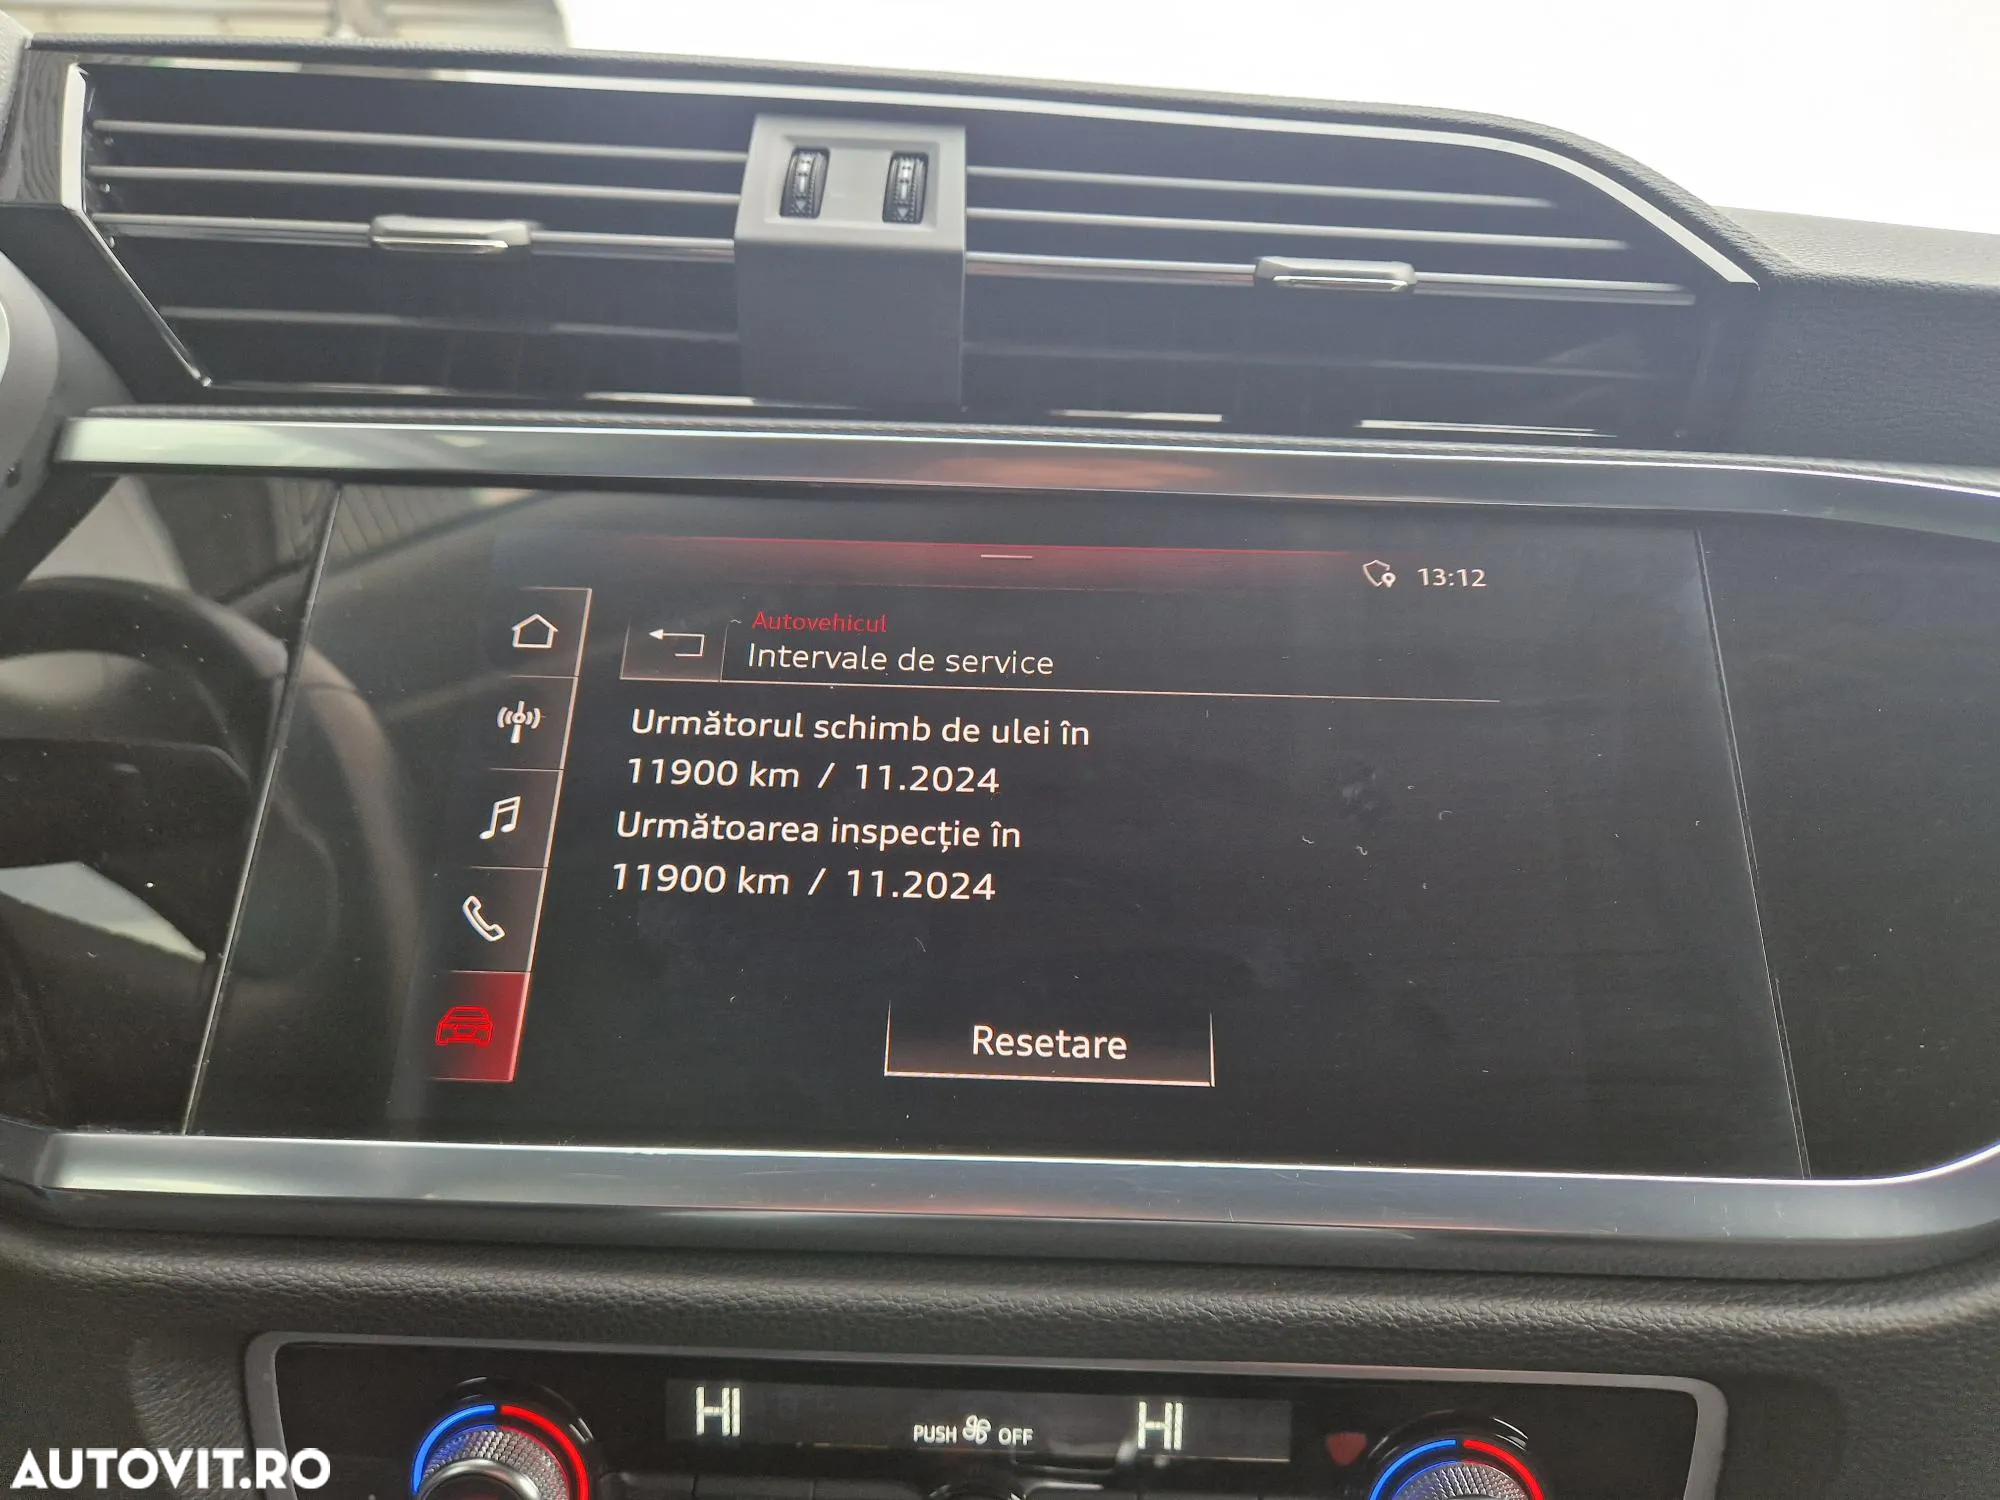 13:12
Autovehicul
Intervale de service
Următorul schimb de ulei în
11900 km / 11.2024
Următoarea inspecție în
11900 km / 11.2024
Resetare
HI
PUSH OFF
HI
AUTOVIT.RO